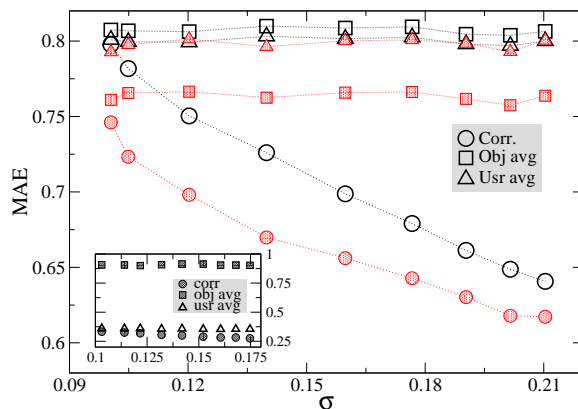 0.8
0.75
0.7
0.65
0.6
MAE
Corr.
Obj avg
Usr avg
1
0.75
0.5
0.25
corr
obj avg
usr avg
0.1 0.125 0.15 0.175
0.09 0.12 0.15 0.18 0.21
σ